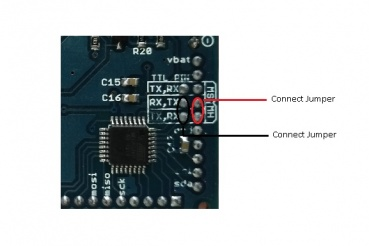 R20
vbat
TTL
C15
TX,RX
C16
RX,TX
TX,RX
Connect Jumper
Connect Jumper
mosi
miso
sck
sda